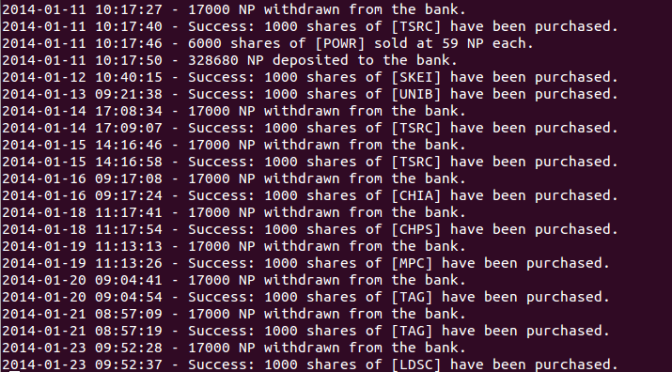 2014-01-11 10:17:27 - 17000 NP withdrawn from the bank.
2014-01-11 10:17:40 - Success: 1000 shares of [TSRC] have been purchased.
2014-01-11 10:17:46 - 6000 shares of [POWR] sold at 59 NP each.
2014-01-11 10:17:50 - 328680 NP deposited to the bank.
2014-01-12 10:40:15 - Success: 1000 shares of [SKEI] have been purchased.
2014-01-13 09:21:38 - Success: 1000 shares of [UNIB] have been purchased.
2014-01-14 17:08:34 - 17000 NP withdrawn from the bank.
2014-01-14 17:09:07 - Success: 1000 shares of [TSRC] have been purchased.
2014-01-15 14:16:46 - 17000 NP withdrawn from the bank.
2014-01-15 14:16:58 - Success: 1000 shares of [TSRC] have been purchased.
2014-01-16 09:17:08 - 17000 NP withdrawn from the bank.
2014-01-16 09:17:24 - Success: 1000 shares of [CHIA] have been purchased.
2014-01-18 11:17:41 - 17000 NP withdrawn from the bank.
2014-01-18 11:17:54 - Success: 1000 shares of [CHPS] have been purchased.
2014-01-19 11:13:13 - 17000 NP withdrawn from the bank.
2014-01-19 11:13:26 - Success: 1000 shares of [MPC] have been purchased.
2014-01-20 09:04:41 - 17000 NP withdrawn from the bank.
2014-01-20 09:04:54 - Success: 1000 shares of [TAG] have been purchased.
2014-01-21 08:57:09 - 17000 NP withdrawn from the bank.
2014-01-21 08:57:19 - Success: 1000 shares of [TAG] have been purchased.
2014-01-23 09:52:28 - 17000 NP withdrawn from the bank.
2014-01-23 09:52:37 - Success: 1000 shares of [LDSC] have been purchased.